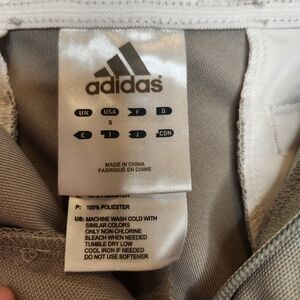 adidas
UK USA F D
S
E I J CDN
MADE IN CHINA
FABRIQUÉ EN CHINE
P: 100% POLIÉSTER
US: MACHINE WASH COLD WITH
SIMILAR COLORS
ONLY NON-CHLORINE
BLEACH WHEN NEEDED
TUMBLE DRY LOW
COOL IRON IF NEEDED
DO NOT USE SOFTENER